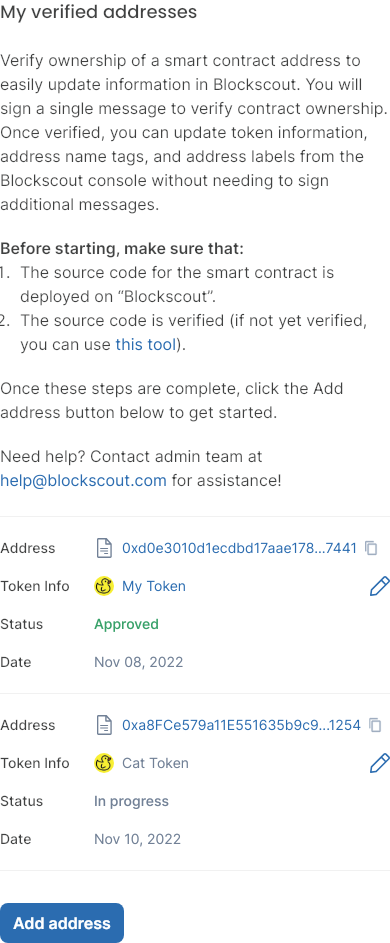 My verified addresses
Verify ownership of a smart contract address to
easily update information in Blockscout. You will
sign a single message to verify contract ownership.
Once verified, you can update token information,
address name tags, and address labels from the
Blockscout console without needing to sign
additional messages.
Before starting, make sure that:
1. The source code for the smart contract is
deployed on “Blockscout”.
2. The source code is verified (if not yet verified,
you can use this tool).
Once these steps are complete, click the Add
address button below to get started.
Need help? Contact admin team at
help@blockscout.com for assistance!
Address 0xd0e3010d1ecdbd17aae178...7441
Token Info My Token
Status Approved
Date Nov 08, 2022
Address 0xa8FCe579a11E551635b9c9...1254
Token Info Cat Token
Status In progress
Date Nov 10, 2022
Add address